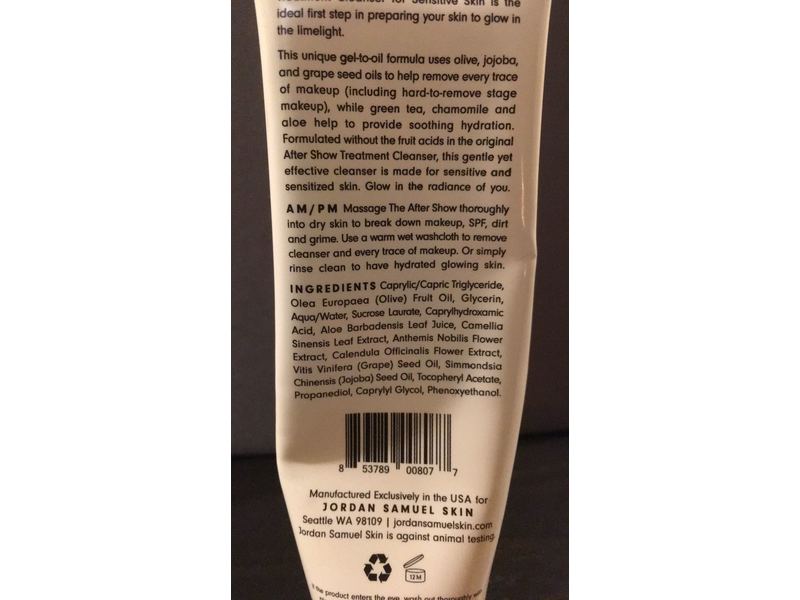 Treatment Cleanser for Sensitive Skin is the
ideal first step in preparing your skin to glow in
the limelight.
This unique gel-to-oil formula uses olive, jojoba,
and grape seed oils to help remove every trace
of makeup (including hard-to-remove stage
makeup), while green tea, chamomile and
aloe help to provide soothing hydration.
Formulated without the fruit acids in the original
After Show Treatment Cleanser, this gentle yet
effective cleanser is made for sensitive and
sensitized skin. Glow in the radiance of you.
AM/PM Massage The After Show thoroughly
into dry skin to break down makeup, SPF, dirt
and grime. Use a warm wet washcloth to remove
cleanser and every trace of makeup. Or simply
rinse clean to have hydrated glowing skin.
INGREDIENTS Caprylic/Capric Triglyceride,
Olea Europaea (Olive) Fruit Oil, Glycerin,
Aqua/Water, Sucrose Laurate, Caprylhydroxamic
Acid, Aloe Barbadensis Leaf Juice, Camellia
Sinensis Leaf Extract, Anthemis Nobilis Flower
Extract, Calendula Officinalis Flower Extract,
Vitis Vinifera (Grape) Seed Oil, Simmondsia
Chinensis (Jojoba) Seed Oil, Tocopheryl Acetate,
Propanediol, Caprylyl Glycol, Phenoxyethanol.
8 53789 00807 7
Manufactured Exclusively in the USA for
JORDAN SAMUEL SKIN
Seattle WA 98109 | jordansamuelskin.com
Jordan Samuel Skin is against animal testing.
12M
the product enters the eye, wash out thoroughly with